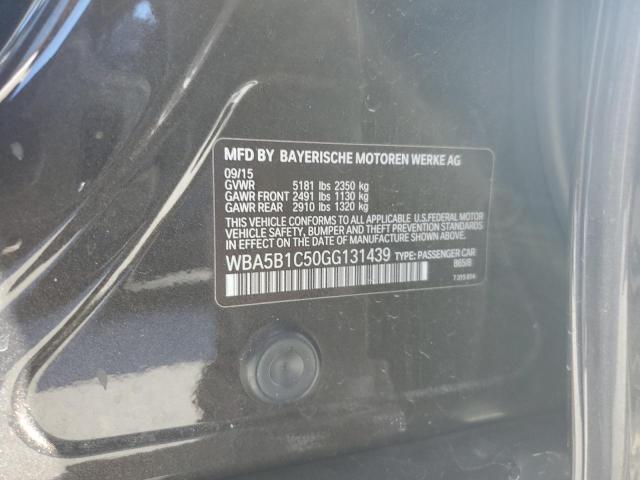 MFD BY BAYERISCHE MOTOREN WERKE AG
09/15
GVWR 5181 lbs 2350 kg
GAWR FRONT 2491 lbs 1130 kg
GAWR REAR 2910 lbs 1320 kg
THIS VEHICLE CONFORMS TO ALL APPLICABLE U.S.FEDERAL MOTOR
VEHICLE SAFETY, BUMPER AND THEFT PREVENTION STANDARDS
IN EFFECT ON THE DATE OF MANUFACTURE SHOWN ABOVE.
WBA5B1C50GG131439 TYPE: PASSENGER CAR